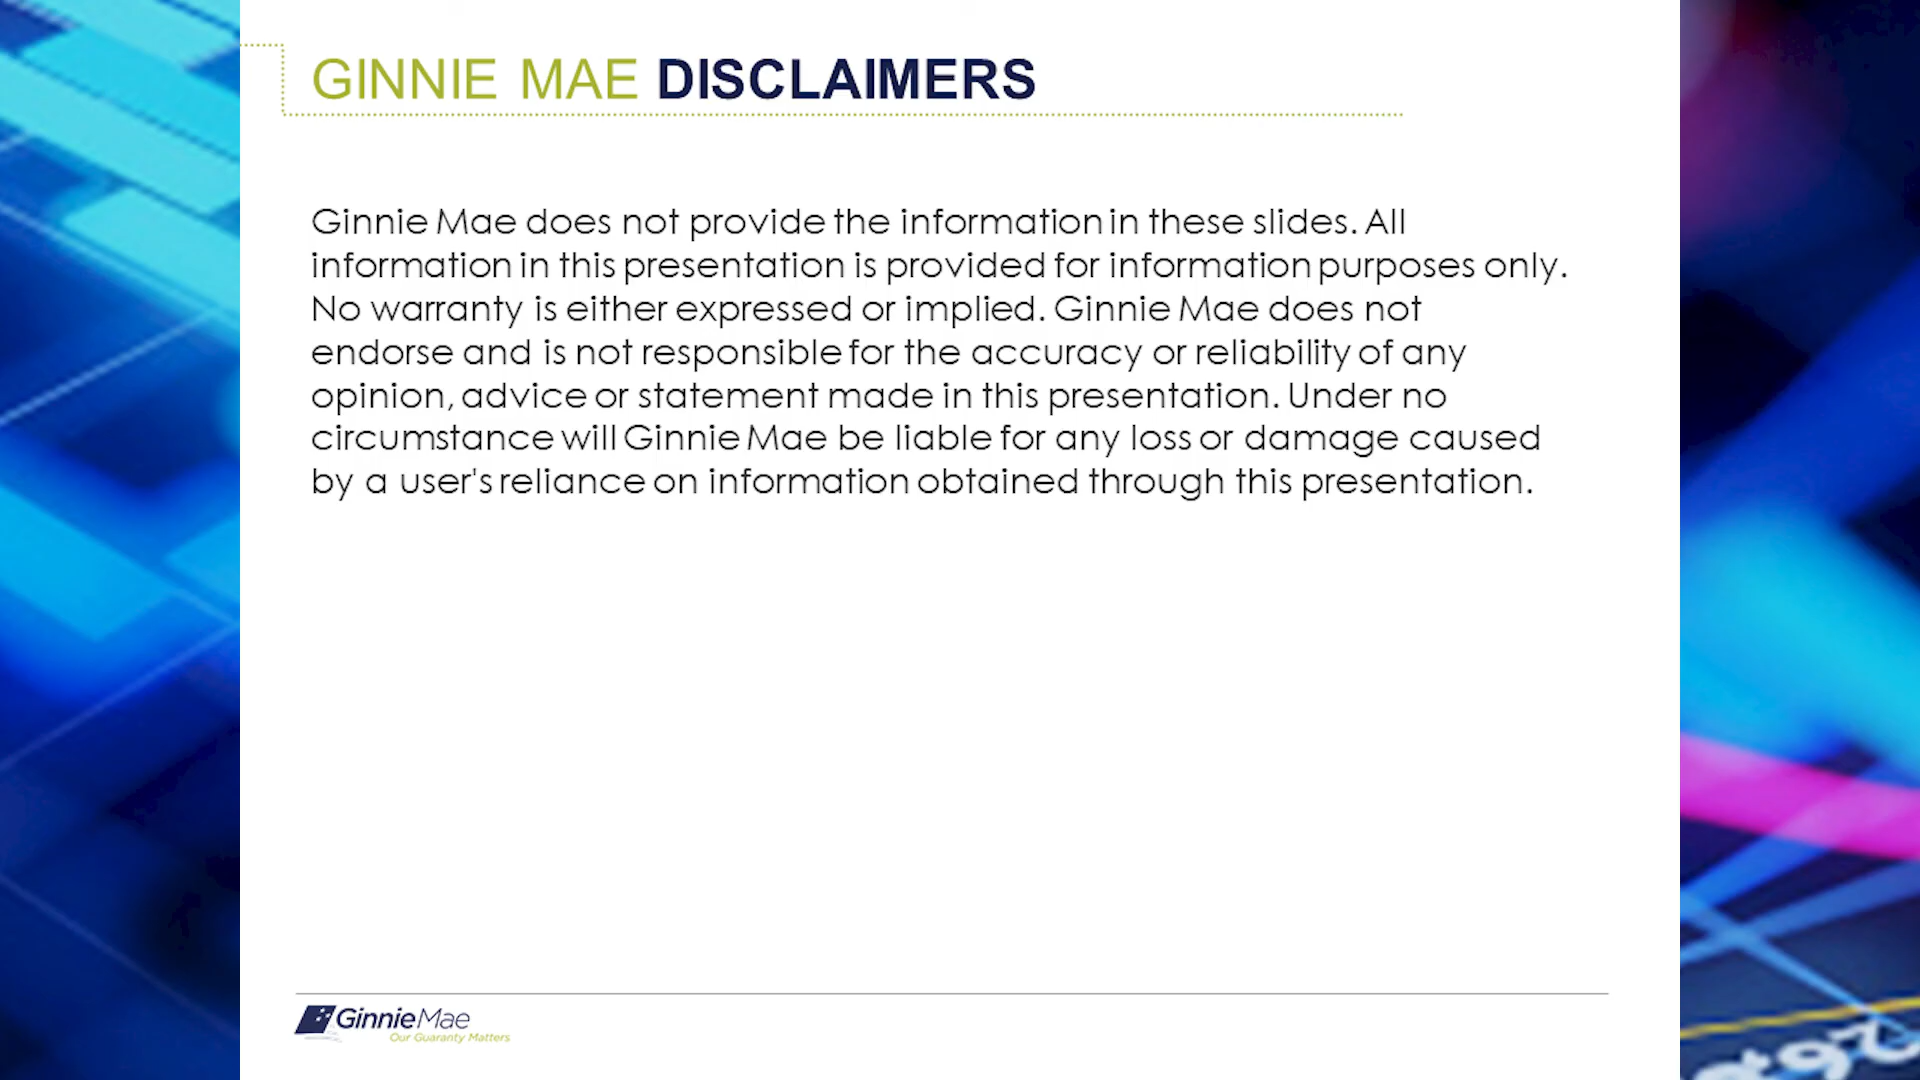 GINNIE MAE DISCLAIMERS
Ginnie Mae does not provide the information in these slides. All
information in this presentation is provided for information purposes only.
No warranty is either expressed or implied. Ginnie Mae does not
endorse and is not responsible for the accuracy or reliability of any
opinion, advice or statement made in this presentation. Under no
circumstance will Ginnie Mae be liable for any loss or damage caused
by a user's reliance on information obtained through this presentation.
GinnieMae
Our Guaranty Matters